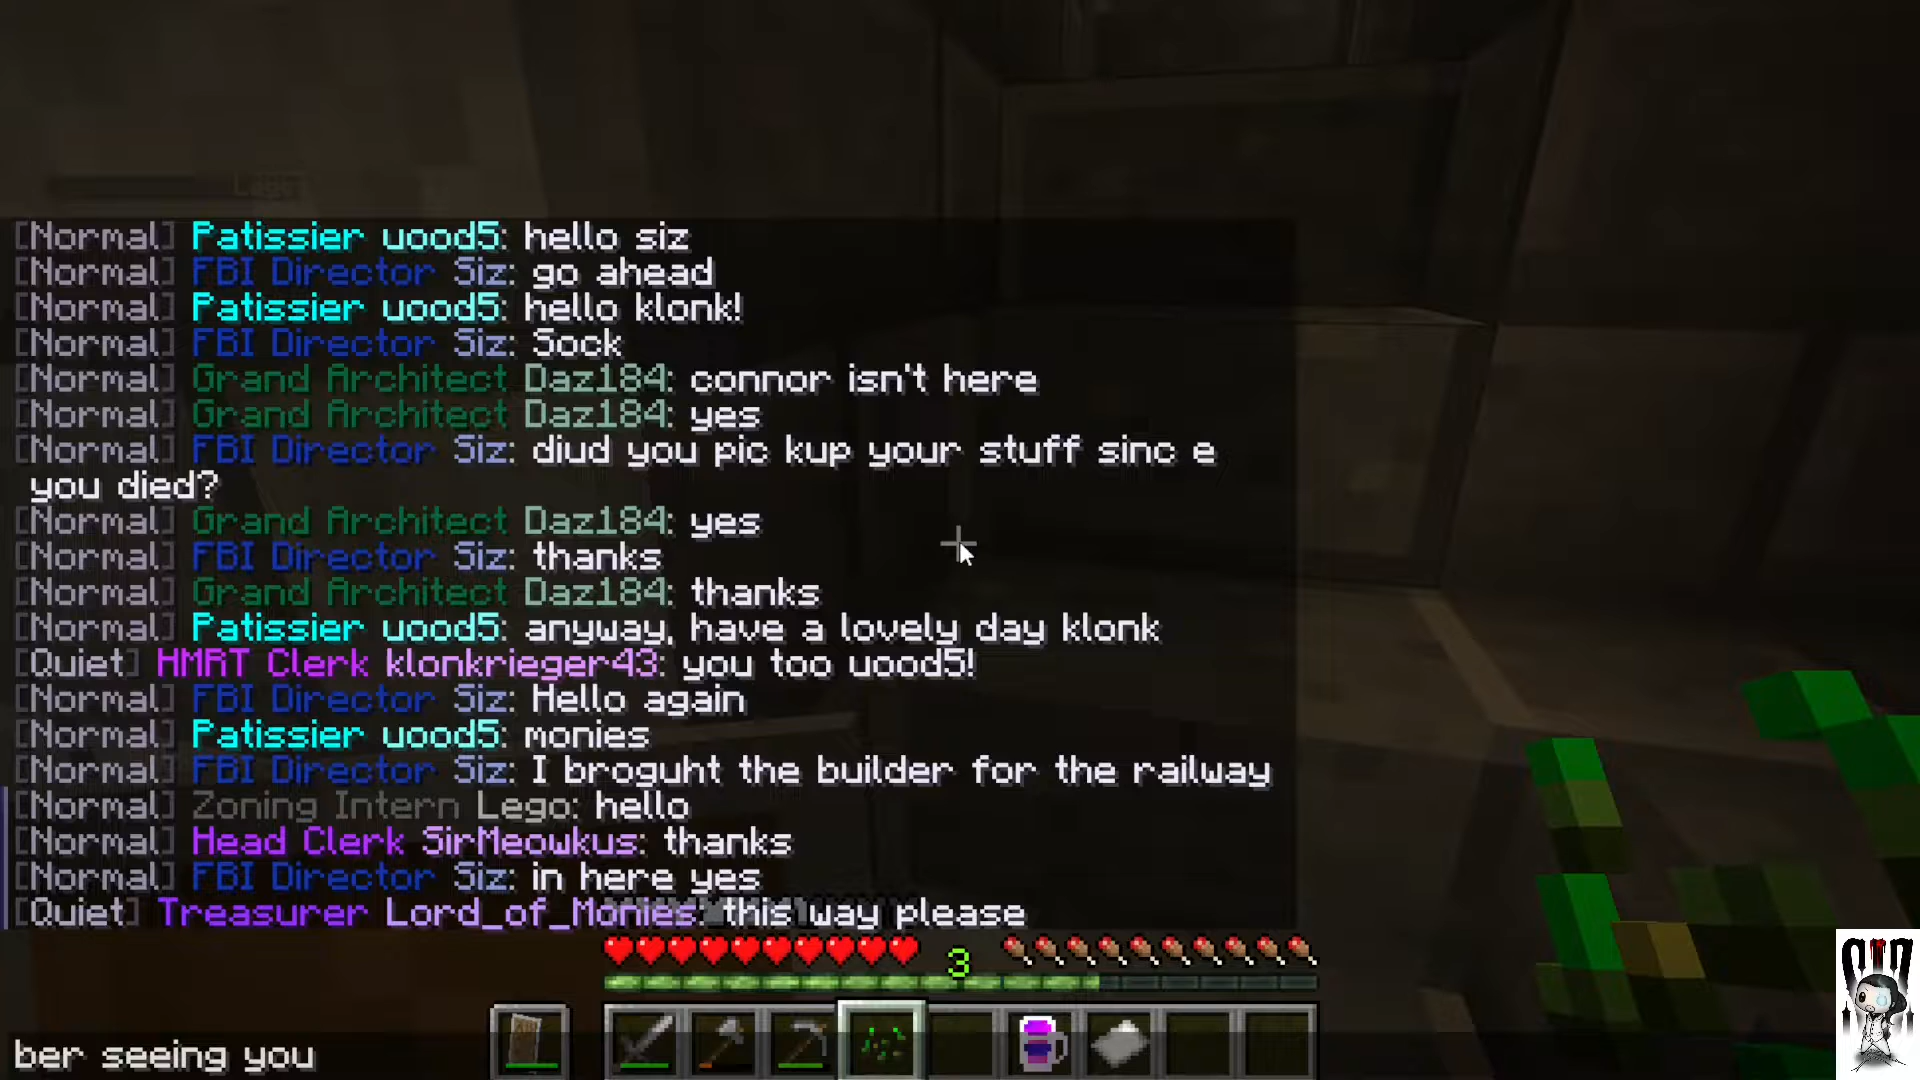 Lego
[Normal] Patissier uood5: hello siz
[Normal] FBI Director Siz: go ahead
[Normal] Patissier uood5: hello klonk!
[Normal] FBI Director Siz: Sock
[Normal] Grand Architect Daz184: connor isn't here
[Normal] Grand Architect Daz184: yes
[Normal] FBI Director Siz: diud you pic kup your stuff sinc e
you died?
[Normal] Grand Architect Daz184: yes
[Normal] FBI Director Siz: thanks
[Normal] Grand Architect Daz184: thanks
[Normal] Patissier uood5: anyway, have a lovely day klonk
[Quiet] HMRT Clerk klonkrieger43: you too uood5!
[Normal] FBI Director Siz: Hello again
[Normal] Patissier uood5: monies
[Normal] FBI Director Siz: I broguht the builder for the railway
[Normal] Zoning Intern Lego: hello
[Normal] Head Clerk SirMeowkus: thanks
[Normal] FBI Director Siz: in here yes
[Quiet] Treasurer Lord_of_Monies: this way please
3
ber seeing you